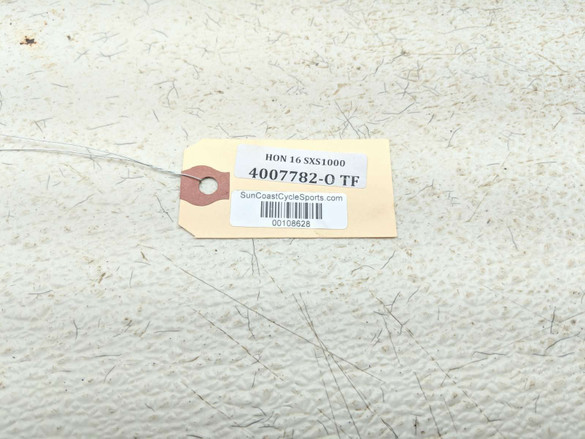 HON 16 SXS1000
4007782-O TF
SunCoastCycleSports.com
00108628